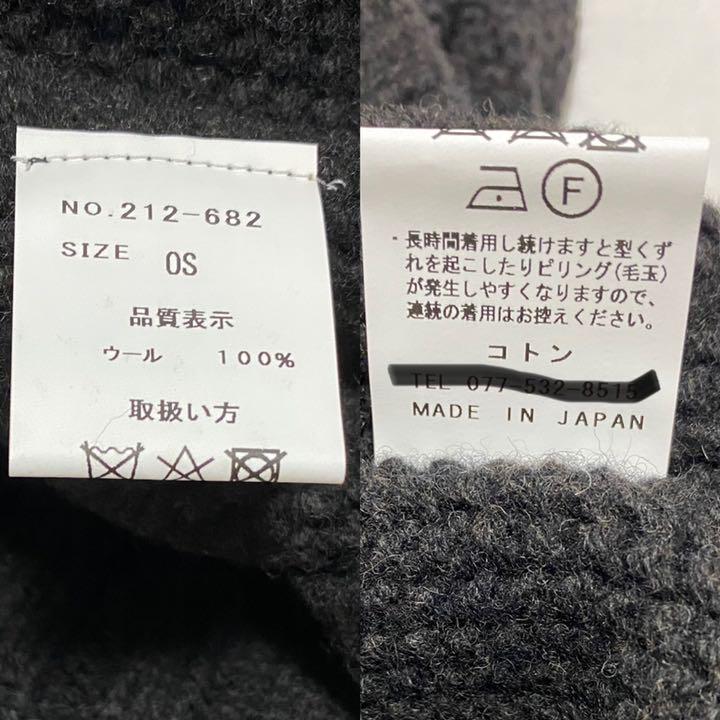 NO.212-682
SIZE OS
品質表示
ウール 100%
取扱い方
F
・長時間着用し続けますと型くず
れを起こしたりピリング(毛玉)
が発生しやすくなりますので、
連続の着用はお控えください。
コトン
MADE IN JAPAN